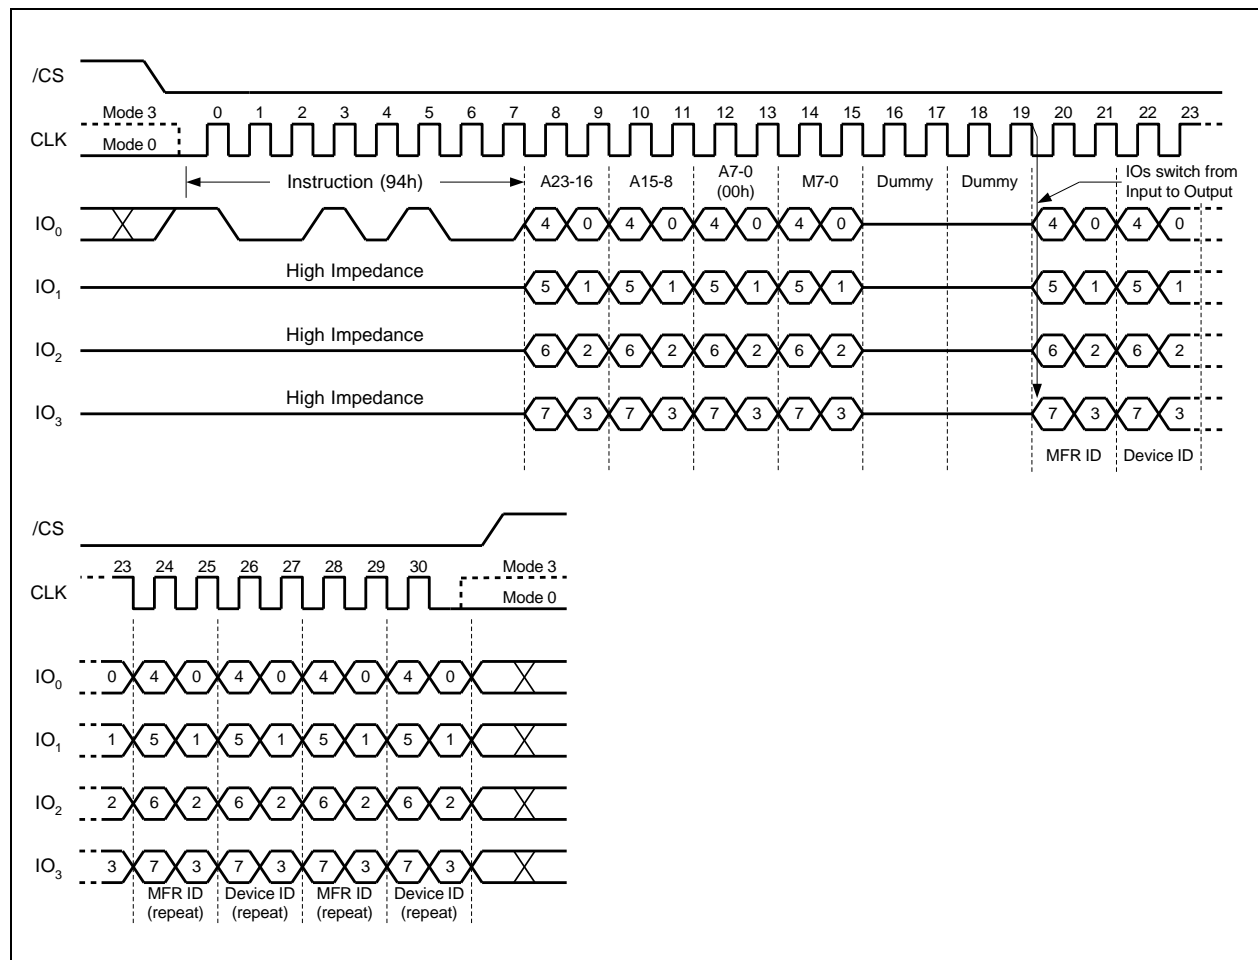 /CS
Mode 3 0 1 2 3 4 5 6 7 8 9 10 11 12 13 14 15 16 17 18 19 20 21 22 23
CLK Mode 0
Instruction (94h) A23-16 A15-8 A7-0 (00h) M7-0 Dummy Dummy IOs switch from Input to Output
IO0 4 0 4 0 4 0 4 0 4 0 4 0
High Impedance
IO1 5 1 5 1 5 1 5 1 5 1 5 1
High Impedance
IO2 6 2 6 2 6 2 6 2 6 2 6 2
High Impedance
IO3 7 3 7 3 7 3 7 3 7 3 7 3
MFR ID Device ID
/CS
23 24 25 26 27 28 29 30 Mode 3
CLK Mode 0
IO0 0 4 0 4 0 4 0 4 0
IO1 1 5 1 5 1 5 1 5 1
IO2 2 6 2 6 2 6 2 6 2
IO3 3 7 3 7 3 7 3 7 3
MFR ID Device ID MFR ID Device ID
(repeat) (repeat) (repeat) (repeat)